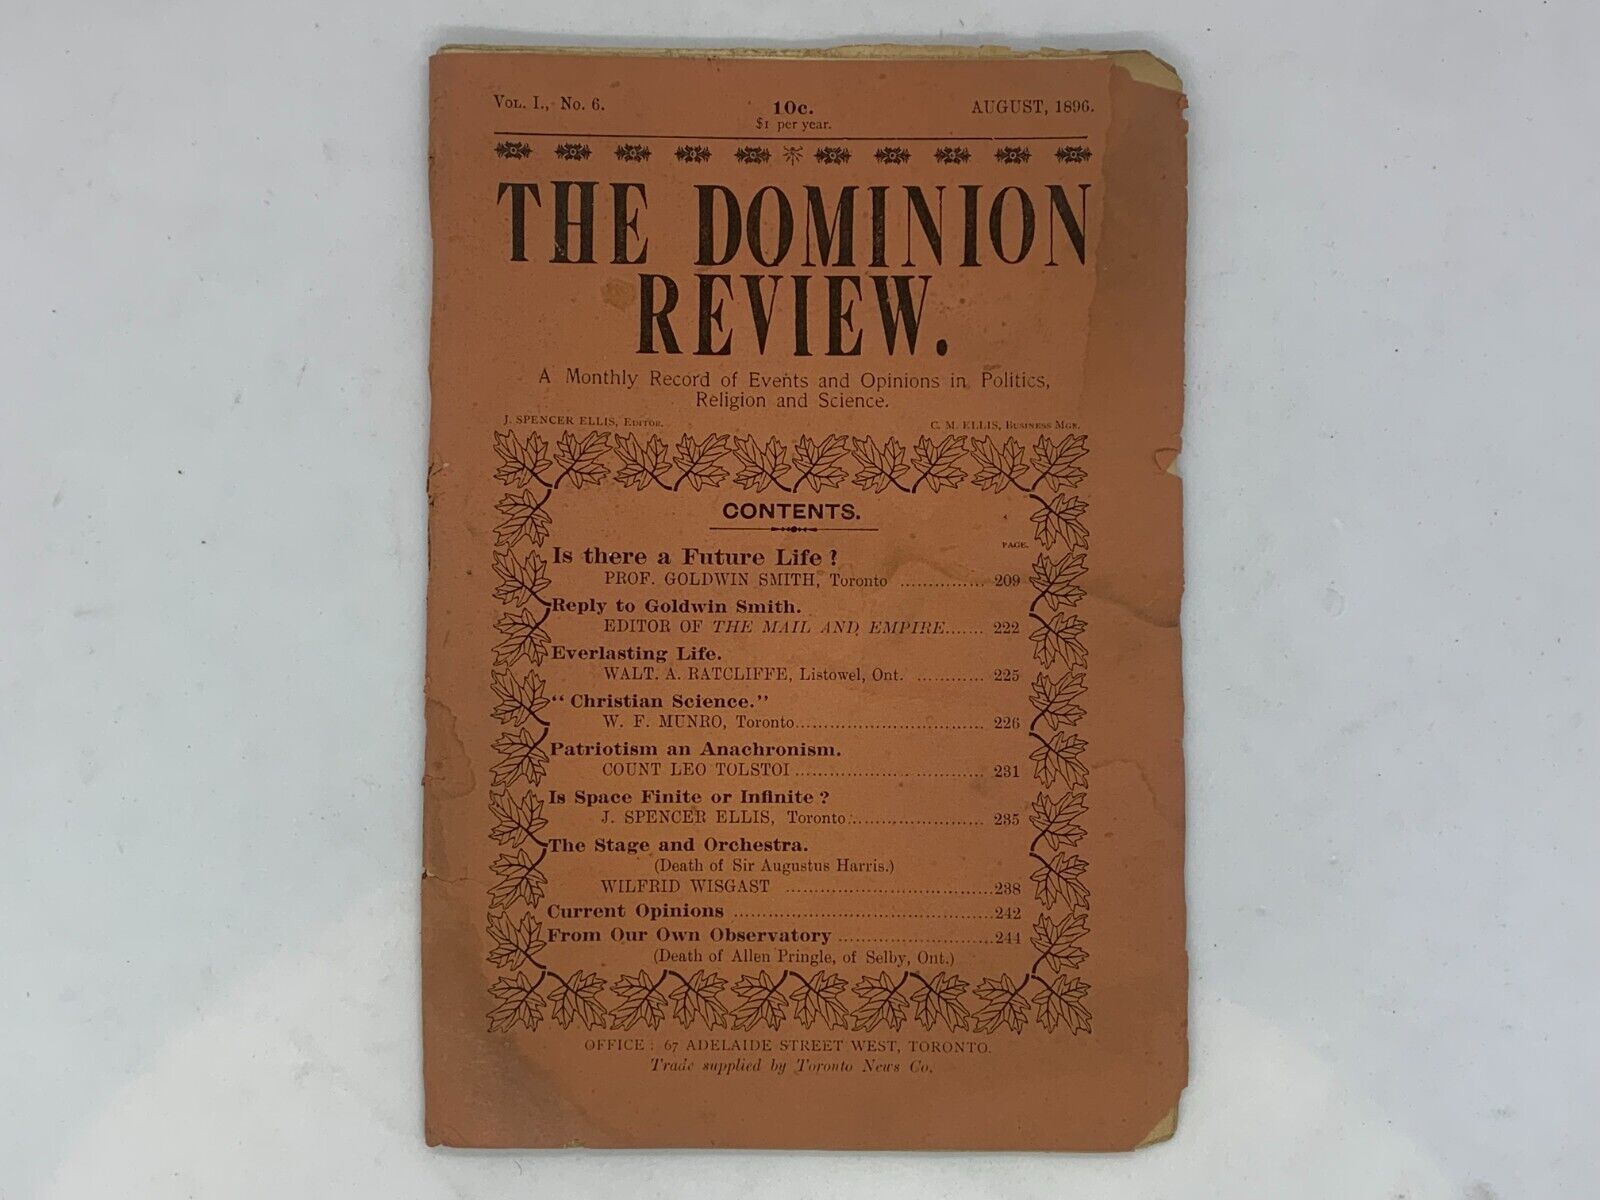 VOL. I., No. 6. 10c. AUGUST, 1896.
$1 per year.
THE DOMINION
REVIEW.
A Monthly Record of Events and Opinions in Politics,
Religion and Science.
J. SPENCER ELLIS, EDITOR. C. M. ELLIS, BUSINESS MGR.
CONTENTS.
PAGE.
Is there a Future Life?
PROF. GOLDWIN SMITH, Toronto ............... 209
Reply to Goldwin Smith.
EDITOR OF THE MAIL AND EMPIRE....... 222
Everlasting Life.
WALT. A. RATCLIFFE, Listowel, Ont. ............ 225
"Christian Science."
W. F. MUNRO, Toronto................................. 226
Patriotism an Anachronism.
COUNT LEO TOLSTOI ................................. 231
Is Space Finite or Infinite?
J. SPENCER ELLIS, Toronto......................... 235
The Stage and Orchestra.
(Death of Sir Augustus Harris.)
WILFRID WISGAST .....................................238
Current Opinions .............................................242
From Our Own Observatory ...........................244
(Death of Allen Pringle, of Selby, Ont.)
OFFICE: 67 ADELAIDE STREET WEST, TORONTO.
Trade supplied by Toronto News Co.